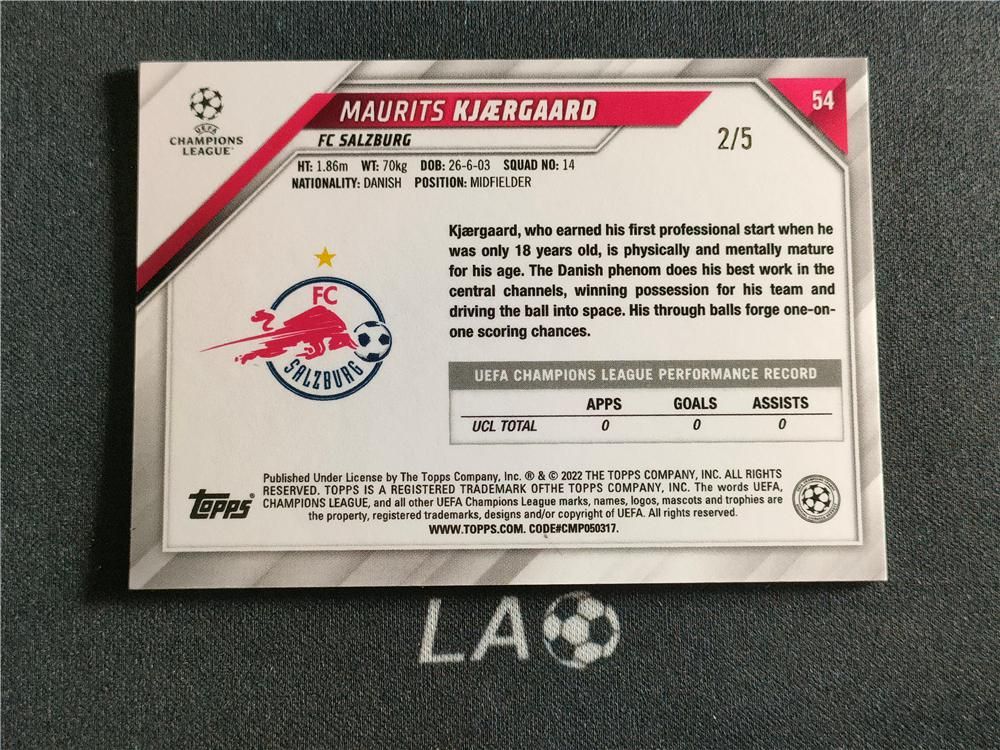 UEFA
CHAMPIONS
LEAGUE
MAURITS KJÆRGAARD
54
FC SALZBURG
2/5
HT: 1.86m WT: 70kg DOB: 26-6-03 SQUAD NO: 14
NATIONALITY: DANISH POSITION: MIDFIELDER
Kjærgaard, who earned his first professional start when he
was only 18 years old, is physically and mentally mature
for his age. The Danish phenom does his best work in the
central channels, winning possession for his team and
driving the ball into space. His through balls forge one-on-
one scoring chances.
FC
SALZBURG
UEFA CHAMPIONS LEAGUE PERFORMANCE RECORD
APPS GOALS ASSISTS
UCL TOTAL 0 0 0
Published Under License by The Topps Company, Inc. ® & © 2022 THE TOPPS COMPANY, INC. ALL RIGHTS
RESERVED. TOPPS IS A REGISTERED TRADEMARK OFTHE TOPPS COMPANY, INC. The words UEFA,
CHAMPIONS LEAGUE, and all other UEFA Champions League marks, names, logos, mascots and trophies are
the property, registered trademarks, designs and/or copyright of UEFA. All rights reserved.
WWW.TOPPS.COM. CODE#CMP050317.
Topps®
LA